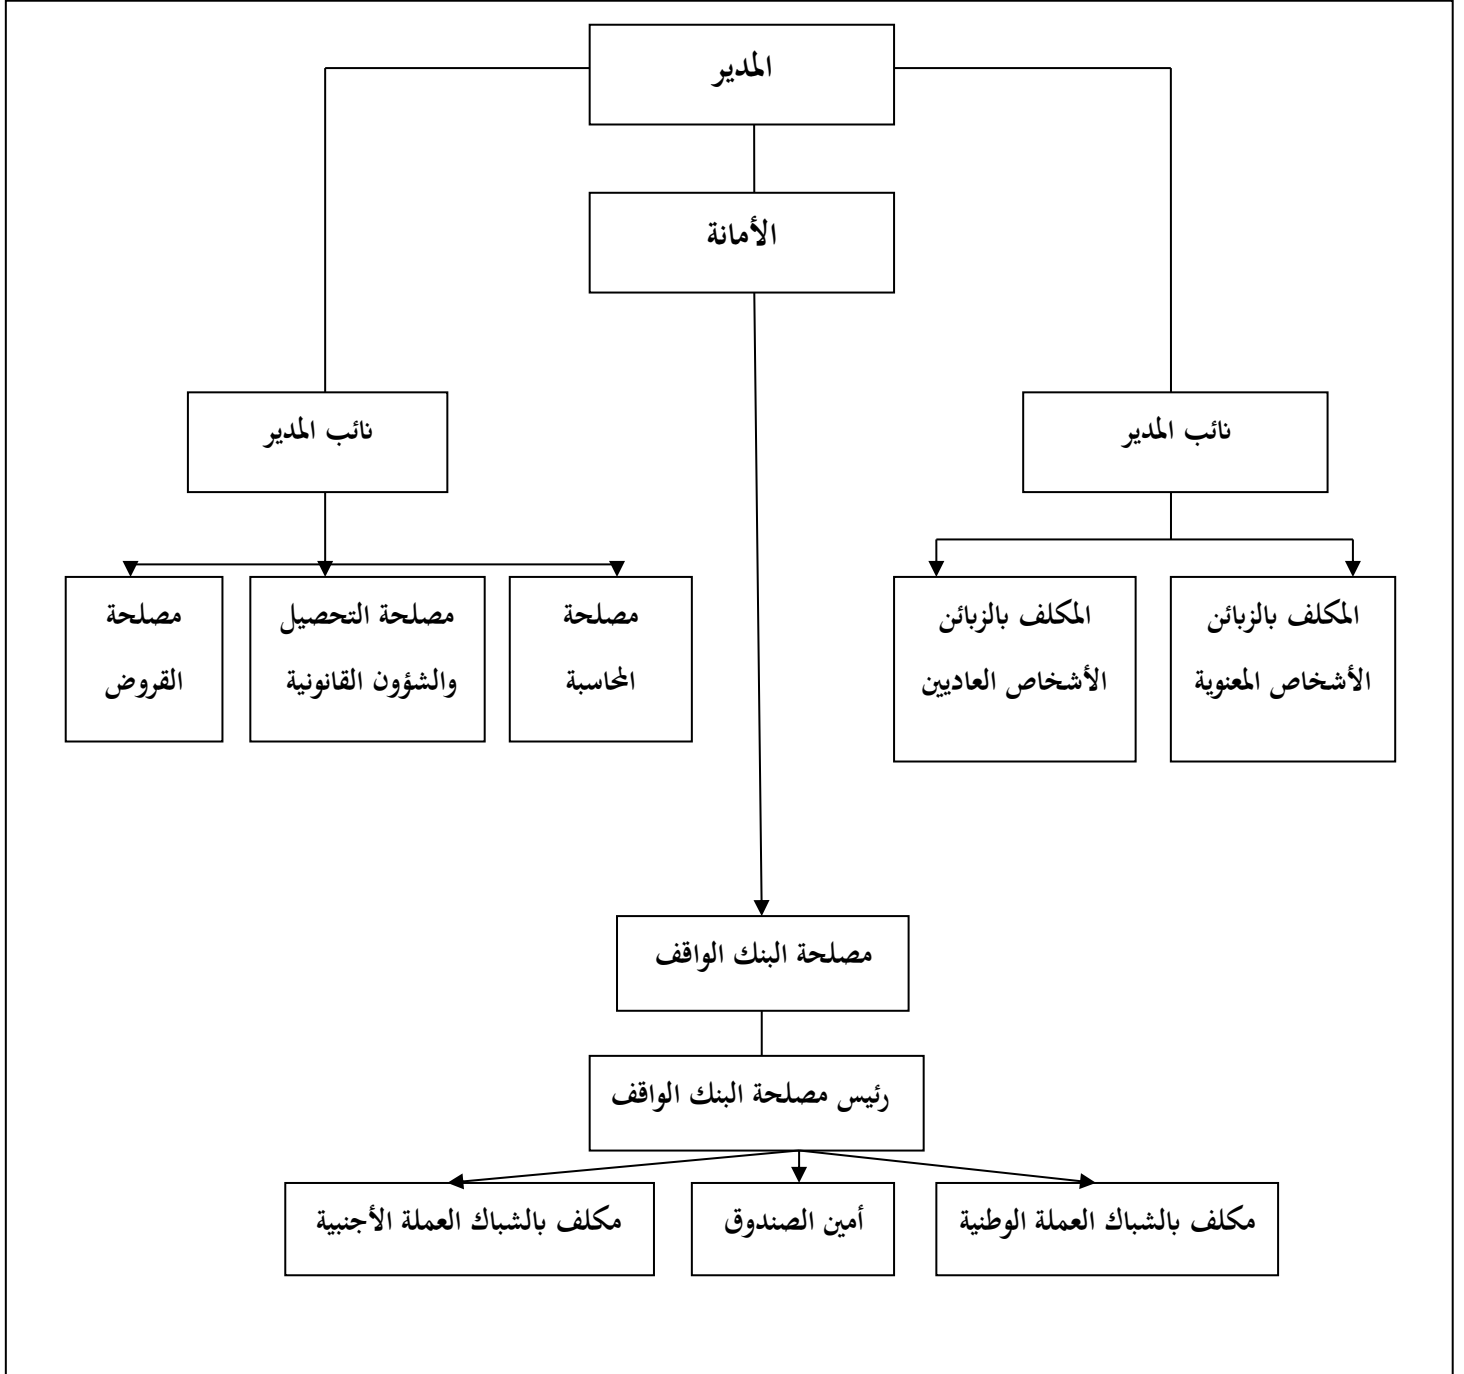 المدير
الأمانة
نائب المدير
نائب المدير
المكلف بالزبائن
الأشخاص المعنوية
المكلف بالزبائن
الأشخاص العاديين
مصلحة
المحاسبة
مصلحة التحصيل
والشؤون القانونية
مصلحة
القروض
مصلحة البنك الواقف
رئيس مصلحة البنك الواقف
مكلف بالشباك العملة الوطنية
أمين الصندوق
مكلف بالشباك العملة الأجنبية